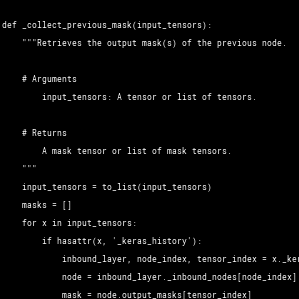 def _collect_previous_mask(input_tensors):
"""Retrieves the output mask(s) of the previous node.
# Arguments
input_tensors: A tensor or list of tensors.
# Returns
A mask tensor or list of mask tensors.
"""
input_tensors = to_list(input_tensors)
masks = []
for x in input_tensors:
if hasattr(x, '_keras_history'):
inbound_layer, node_index, tensor_index = x._ker
node = inbound_layer._inbound_nodes[node_index]
mask = node.output_masks[tensor_index]